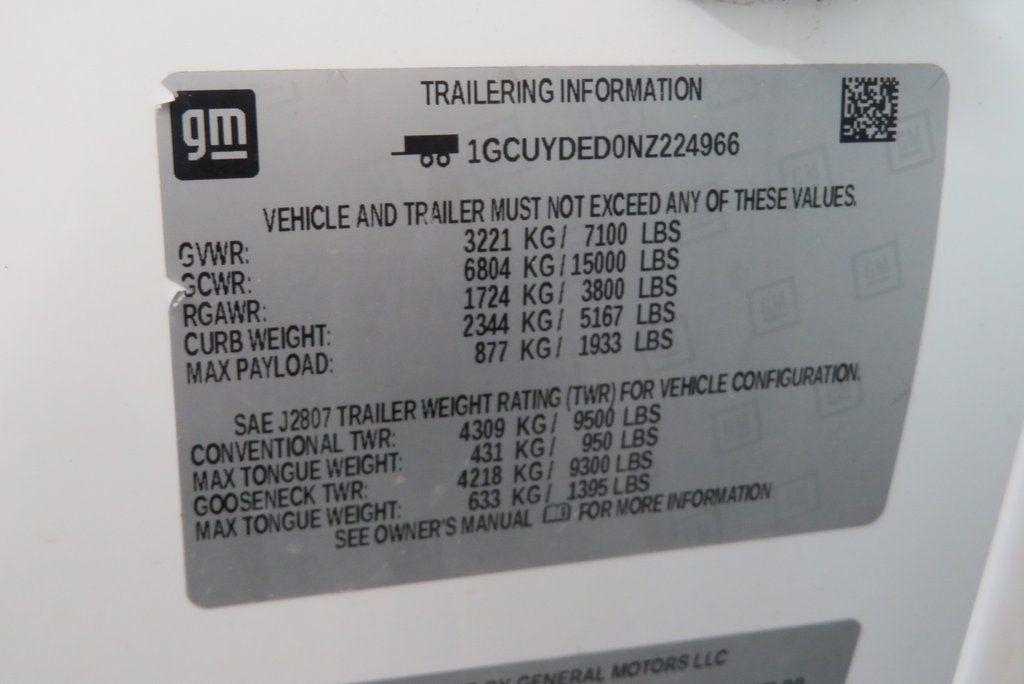 gm
TRAILERING INFORMATION
1GCUYDED0NZ224966
VEHICLE AND TRAILER MUST NOT EXCEED ANY OF THESE VALUES.
GVWR: 3221 KG/ 7100 LBS
GCWR: 6804 KG/ 15000 LBS
RGAWR: 1724 KG/ 3800 LBS
CURB WEIGHT: 2344 KG/ 5167 LBS
MAX PAYLOAD: 877 KG/ 1933 LBS
SAE J2807 TRAILER WEIGHT RATING (TWR) FOR VEHICLE CONFIGURATION.
CONVENTIONAL TWR: 4309 KG/ 9500 LBS
MAX TONGUE WEIGHT: 431 KG/ 950 LBS
GOOSENECK TWR: 4218 KG/ 9300 LBS
MAX TONGUE WEIGHT: 633 KG/ 1395 LBS
SEE OWNER'S MANUAL FOR MORE INFORMATION
BY GENERAL MOTORS LLC